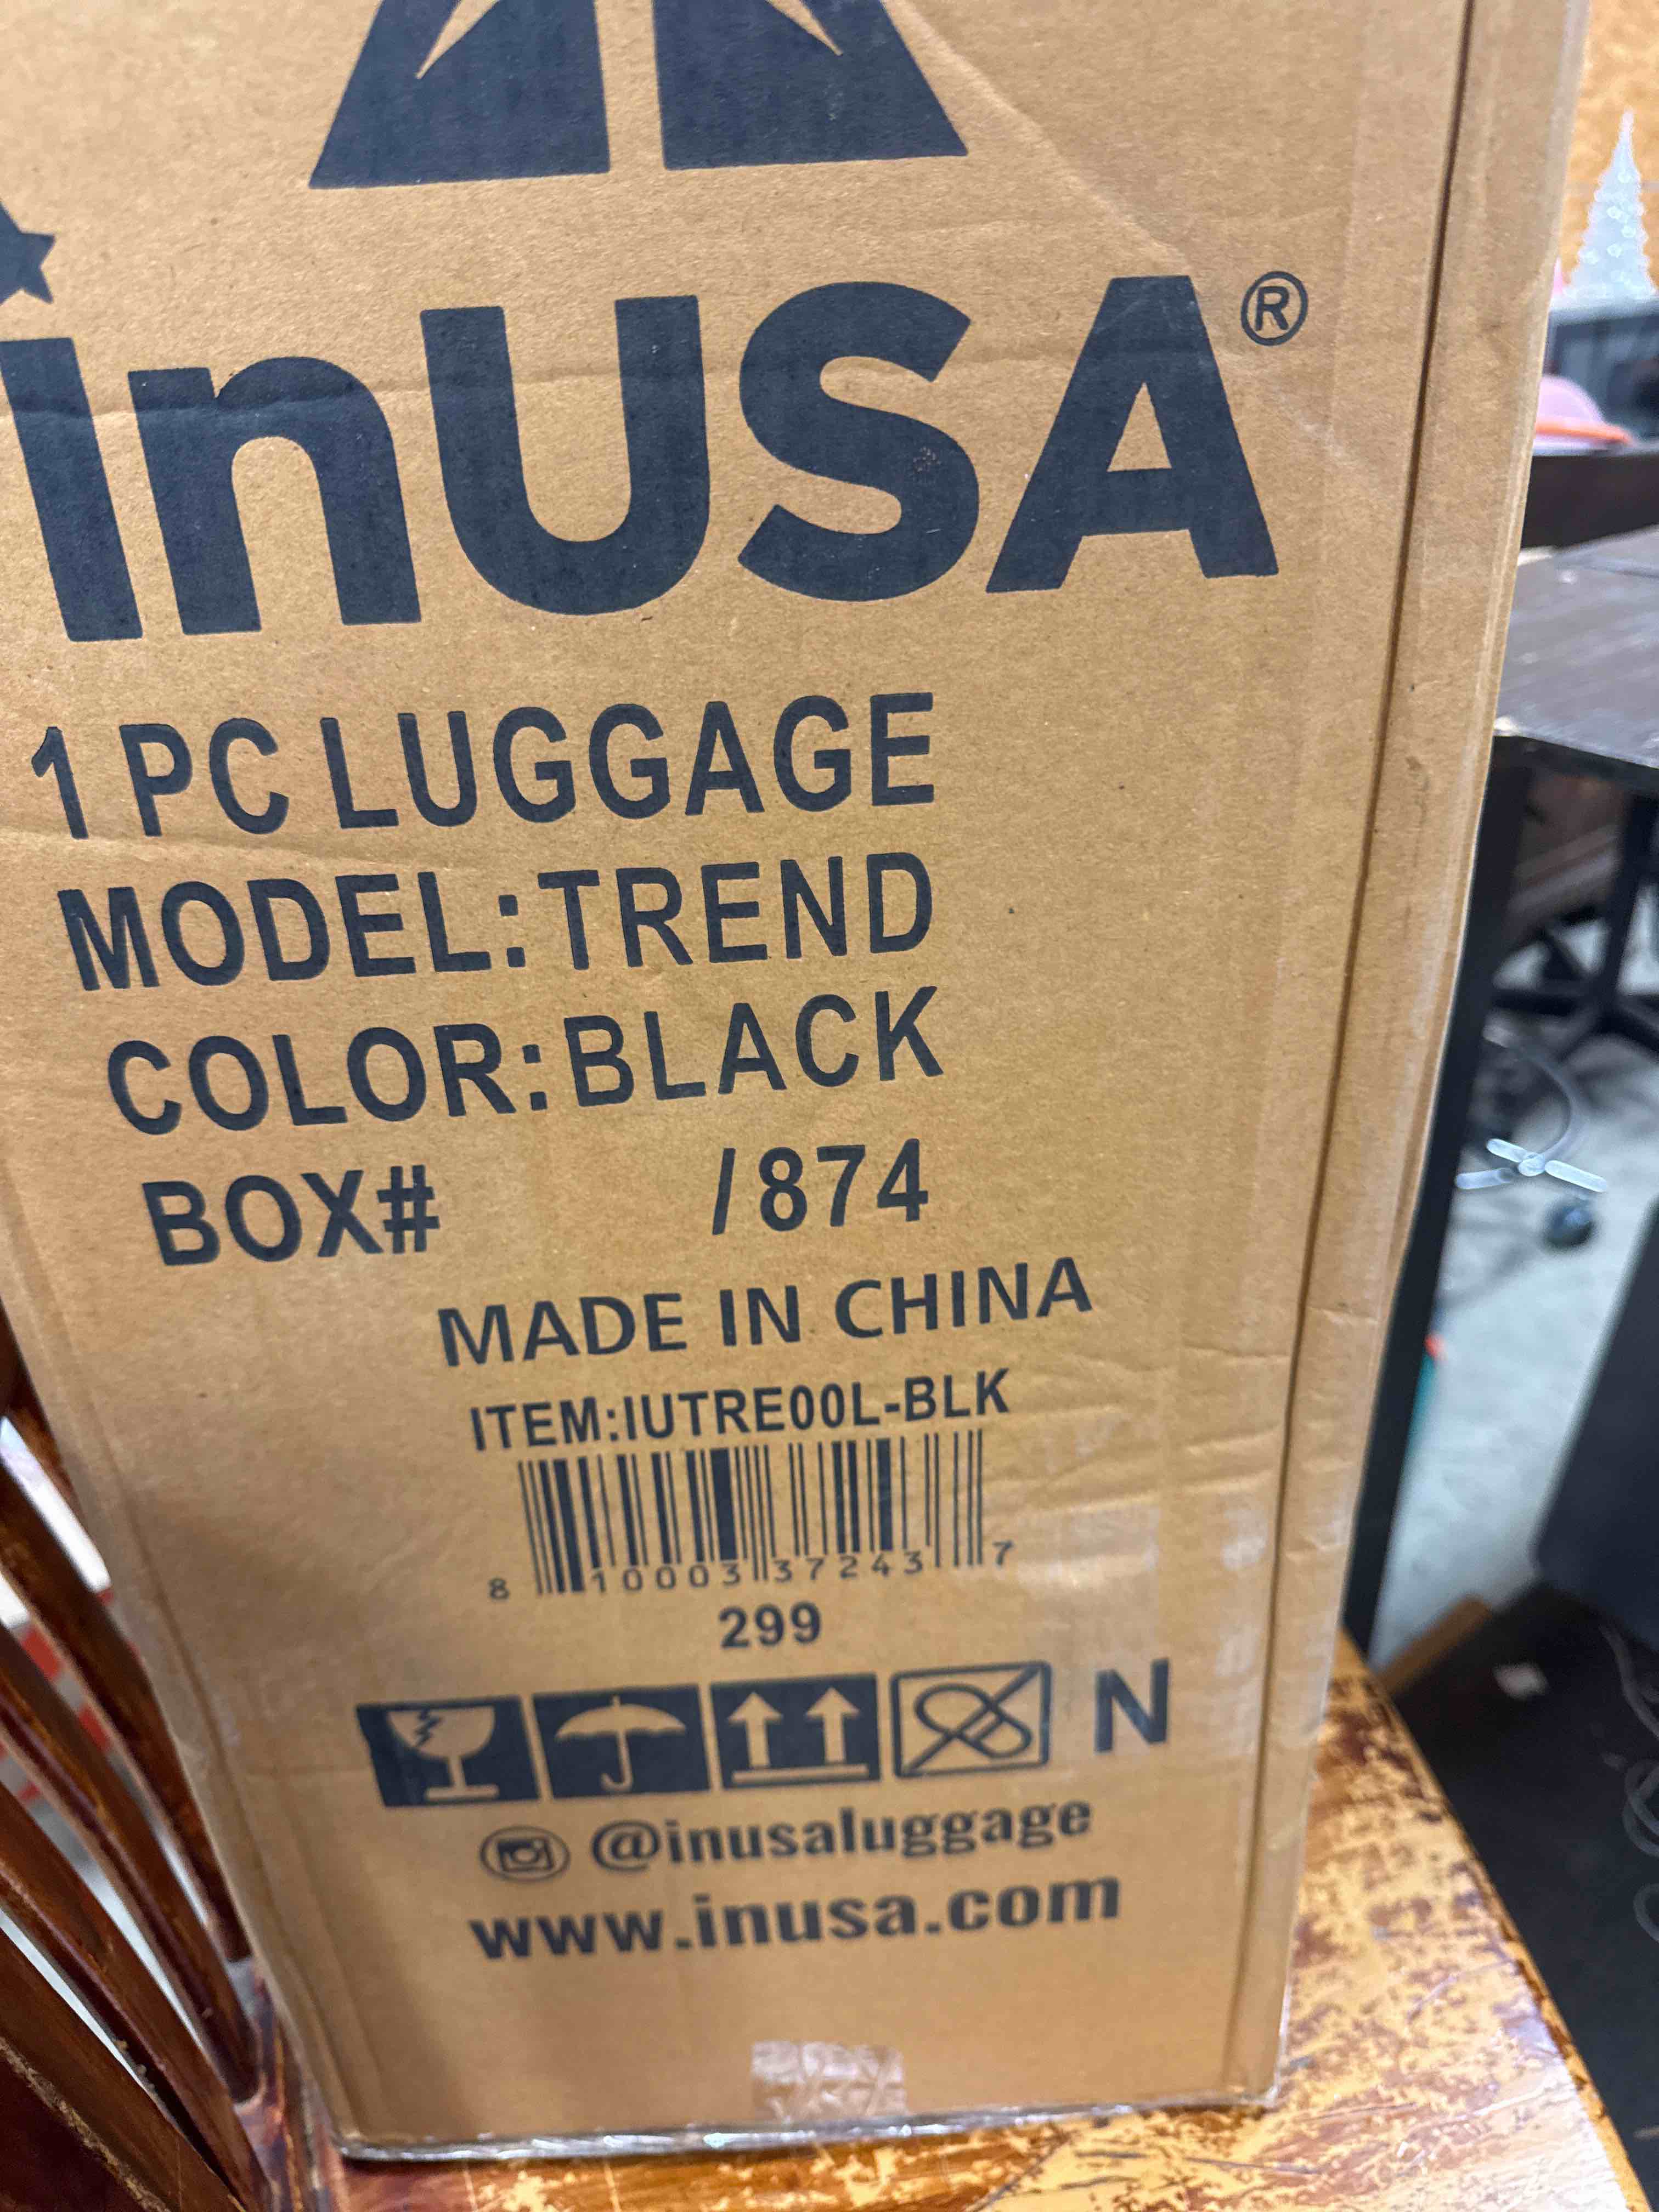 inUSA®
1 PC LUGGAGE
MODEL:TREND
COLOR:BLACK
BOX# /874
MADE IN CHINA
ITEM:IUTRE00L-BLK
8 10003 37243 7
299
N
@inusaluggage
www.inusa.com